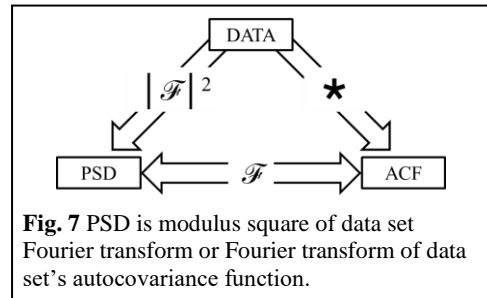 DATA
|ℱ|²
*
PSD
ℱ
ACF
Fig. 7 PSD is modulus square of data set
Fourier transform or Fourier transform of data
set's autocovariance function.